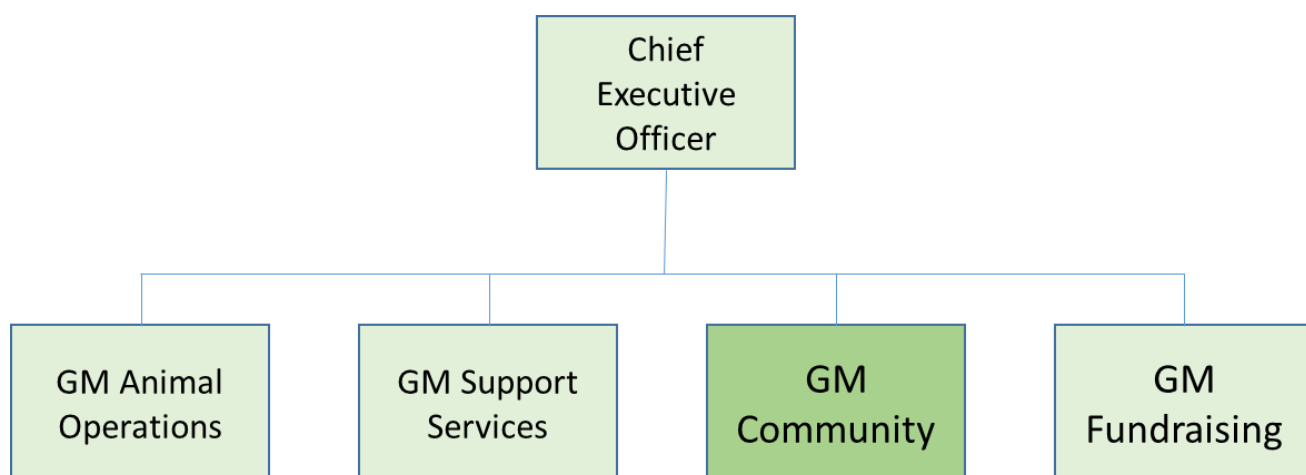 Chief
Executive
Officer
GM Animal
Operations
GM Support
Services
GM
Community
GM
Fundraising